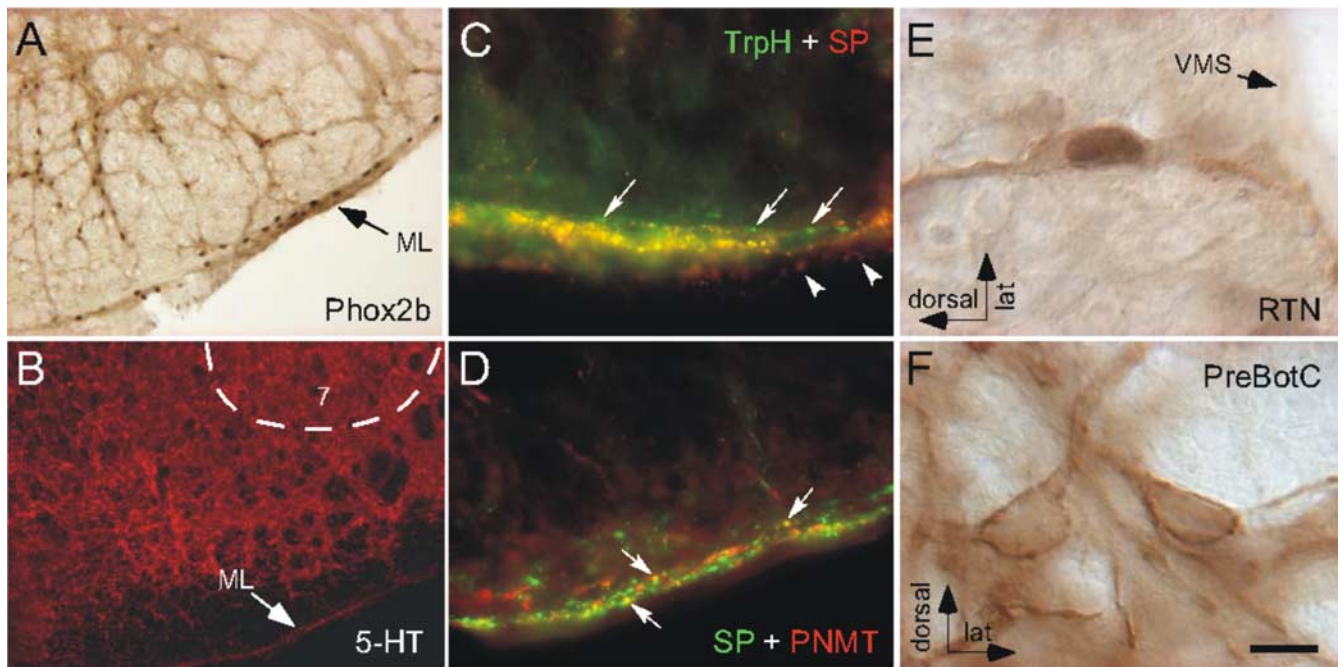 A
ML
Phox2b
B
7
ML
5-HT
C
TrpH + SP
D
SP + PNMT
E
VMS
dorsal
lat
RTN
F
PreBotC
dorsal
lat